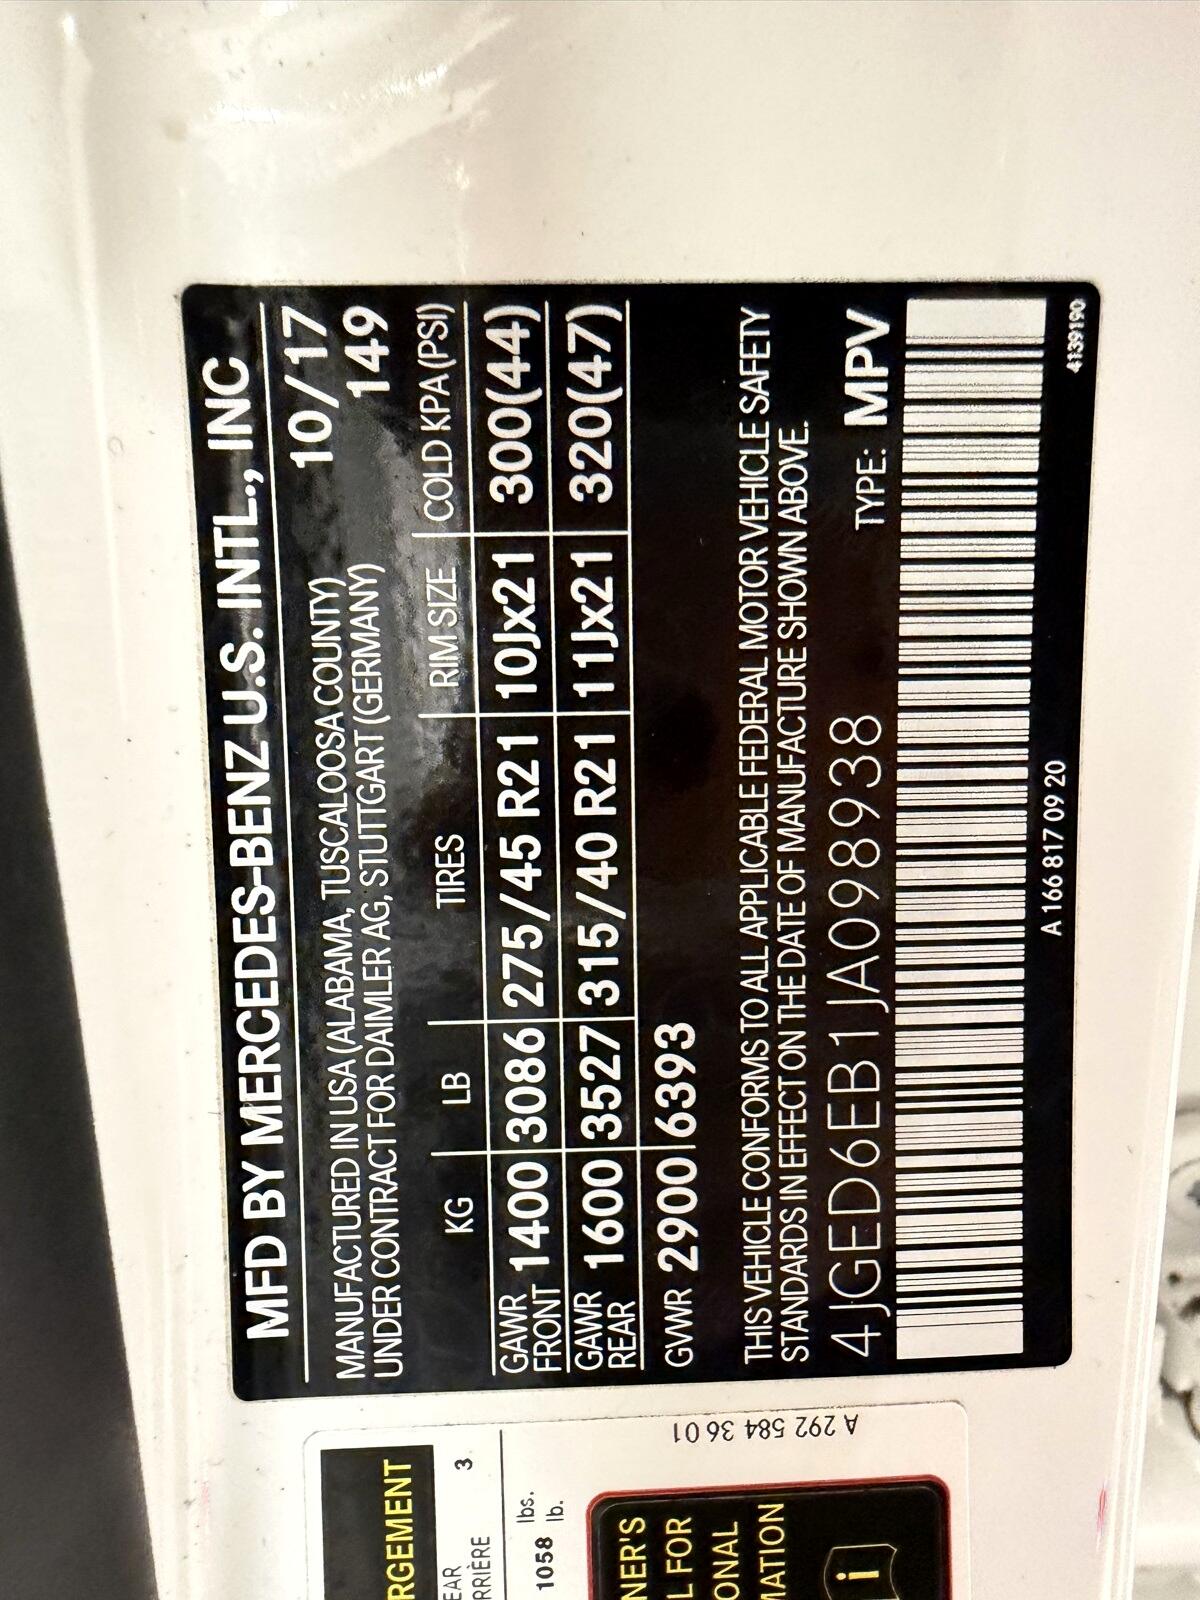 MFD BY MERCEDES-BENZ U.S. INTL., INC
MANUFACTURED IN USA (ALABAMA, TUSCALOOSA COUNTY) 10/17
UNDER CONTRACT FOR DAIMLER AG, STUTTGART (GERMANY) 149
KG LB TIRES RIM SIZE COLD KPA (PSI)
GAWR FRONT 1400 3086 275/45 R21 10Jx21 300(44)
GAWR REAR 1600 3527 315/40 R21 11Jx21 320(47)
GVWR 2900 6393
THIS VEHICLE CONFORMS TO ALL APPLICABLE FEDERAL MOTOR VEHICLE SAFETY
STANDARDS IN EFFECT ON THE DATE OF MANUFACTURE SHOWN ABOVE.
4JGED6EB1JA098938 TYPE: MPV
A 166 817 09 20
4139190
RGEMENT
EAR 3
RRIÈRE
1058 lbs.
lb.
A 292 584 36 01
NER'S
L FOR
ONAL
MATION
i